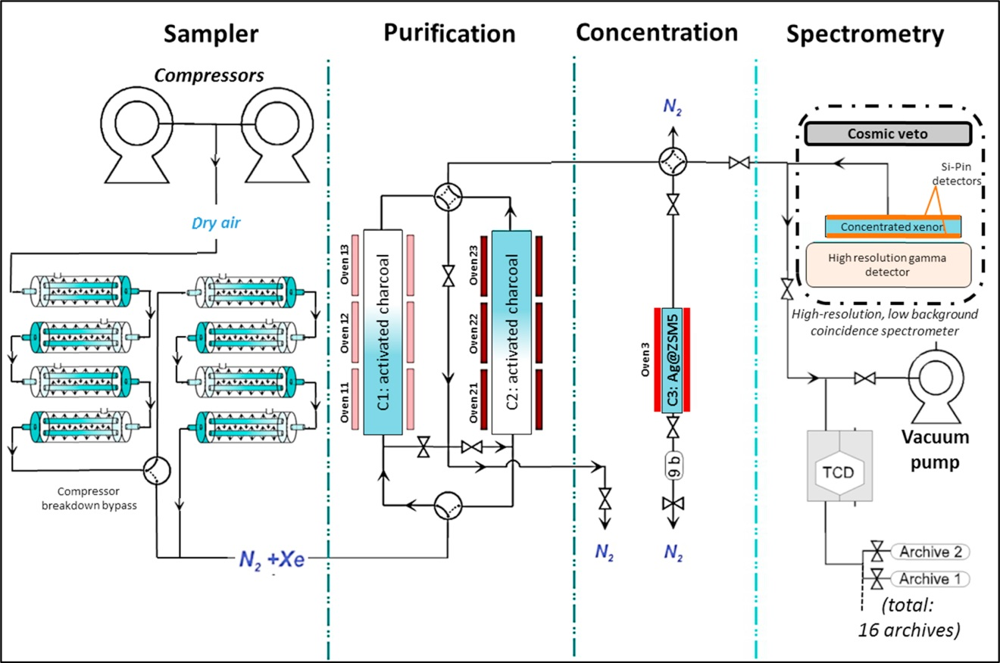 Sampler
Purification
Concentration
Spectrometry
Compressors
Dry air
Compressor
breakdown bypass
N2 +Xe
Oven 13
Oven 12
Oven 11
C1: activated charcoal
Oven 23
Oven 22
Oven 21
C2: activated charcoal
N2
N2
Oven 3
C3: Ag@ZSM5
9 b
N2
Cosmic veto
Si-Pin
detectors
Concentrated xenon
High resolution gamma
detector
High-resolution, low background
coincidence spectrometer
Vacuum
pump
TCD
Archive 2
Archive 1
(total:
16 archives)